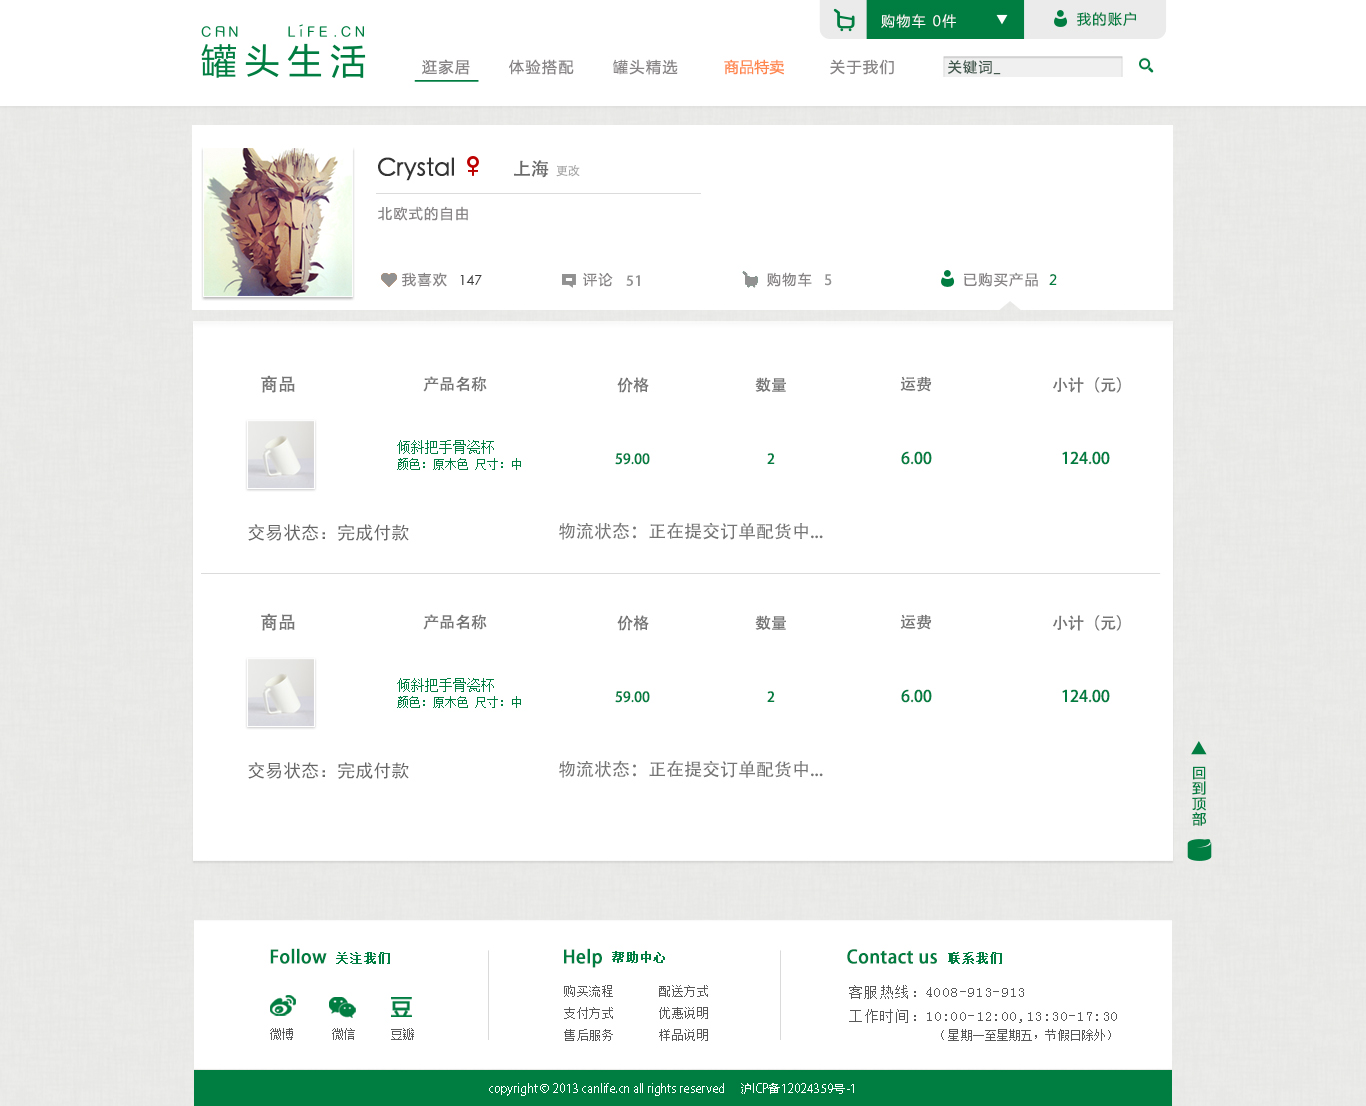 购物车 0件 ▼
我的账户
CAN LiFE.CN
罐头生活
逛家居 体验搭配 罐头精选 商品特卖 关于我们
关键词_
Crystal ♀ 上海 更改
北欧式的自由
我喜欢 147 评论 51 购物车 5 已购买产品 2
商品 产品名称 价格 数量 运费 小计（元）
倾斜把手骨瓷杯
颜色：原木色 尺寸：中
59.00 2 6.00 124.00
交易状态：完成付款 物流状态：正在提交订单配货中...
商品 产品名称 价格 数量 运费 小计（元）
倾斜把手骨瓷杯
颜色：原木色 尺寸：中
59.00 2 6.00 124.00
交易状态：完成付款 物流状态：正在提交订单配货中...
回到顶部
Follow 关注我们
豆
微博 微信 豆瓣
Help 帮助中心
购买流程 配送方式
支付方式 优惠说明
售后服务 样品说明
Contact us 联系我们
客服热线：4008-913-913
工作时间：10:00-12:00,13:30-17:30
（星期一至星期五，节假日除外）
copyright© 2013 canlife.cn all rights reserved 沪ICP备12024359号-1